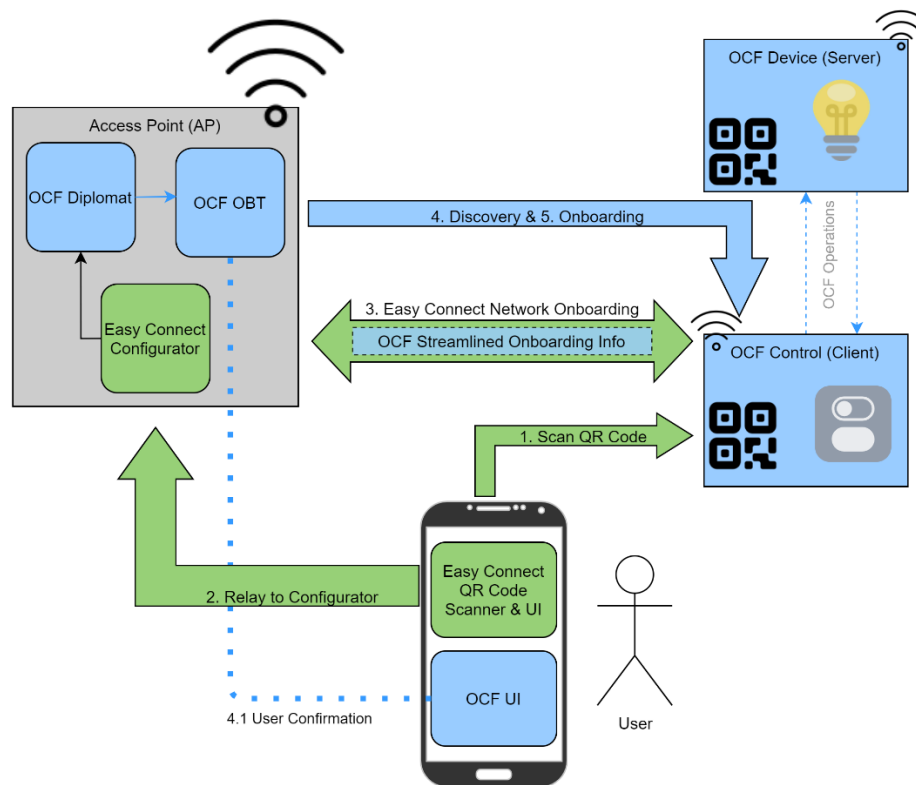 OCF Device (Server)
Access Point (AP)
OCF Diplomat
OCF OBT
4. Discovery & 5. Onboarding
OCF Operations
3. Easy Connect Network Onboarding
OCF Streamlined Onboarding Info
Easy Connect
Configurator
OCF Control (Client)
1. Scan QR Code
Easy Connect
QR Code
Scanner & UI
2. Relay to Configurator
OCF UI
4.1 User Confirmation
User